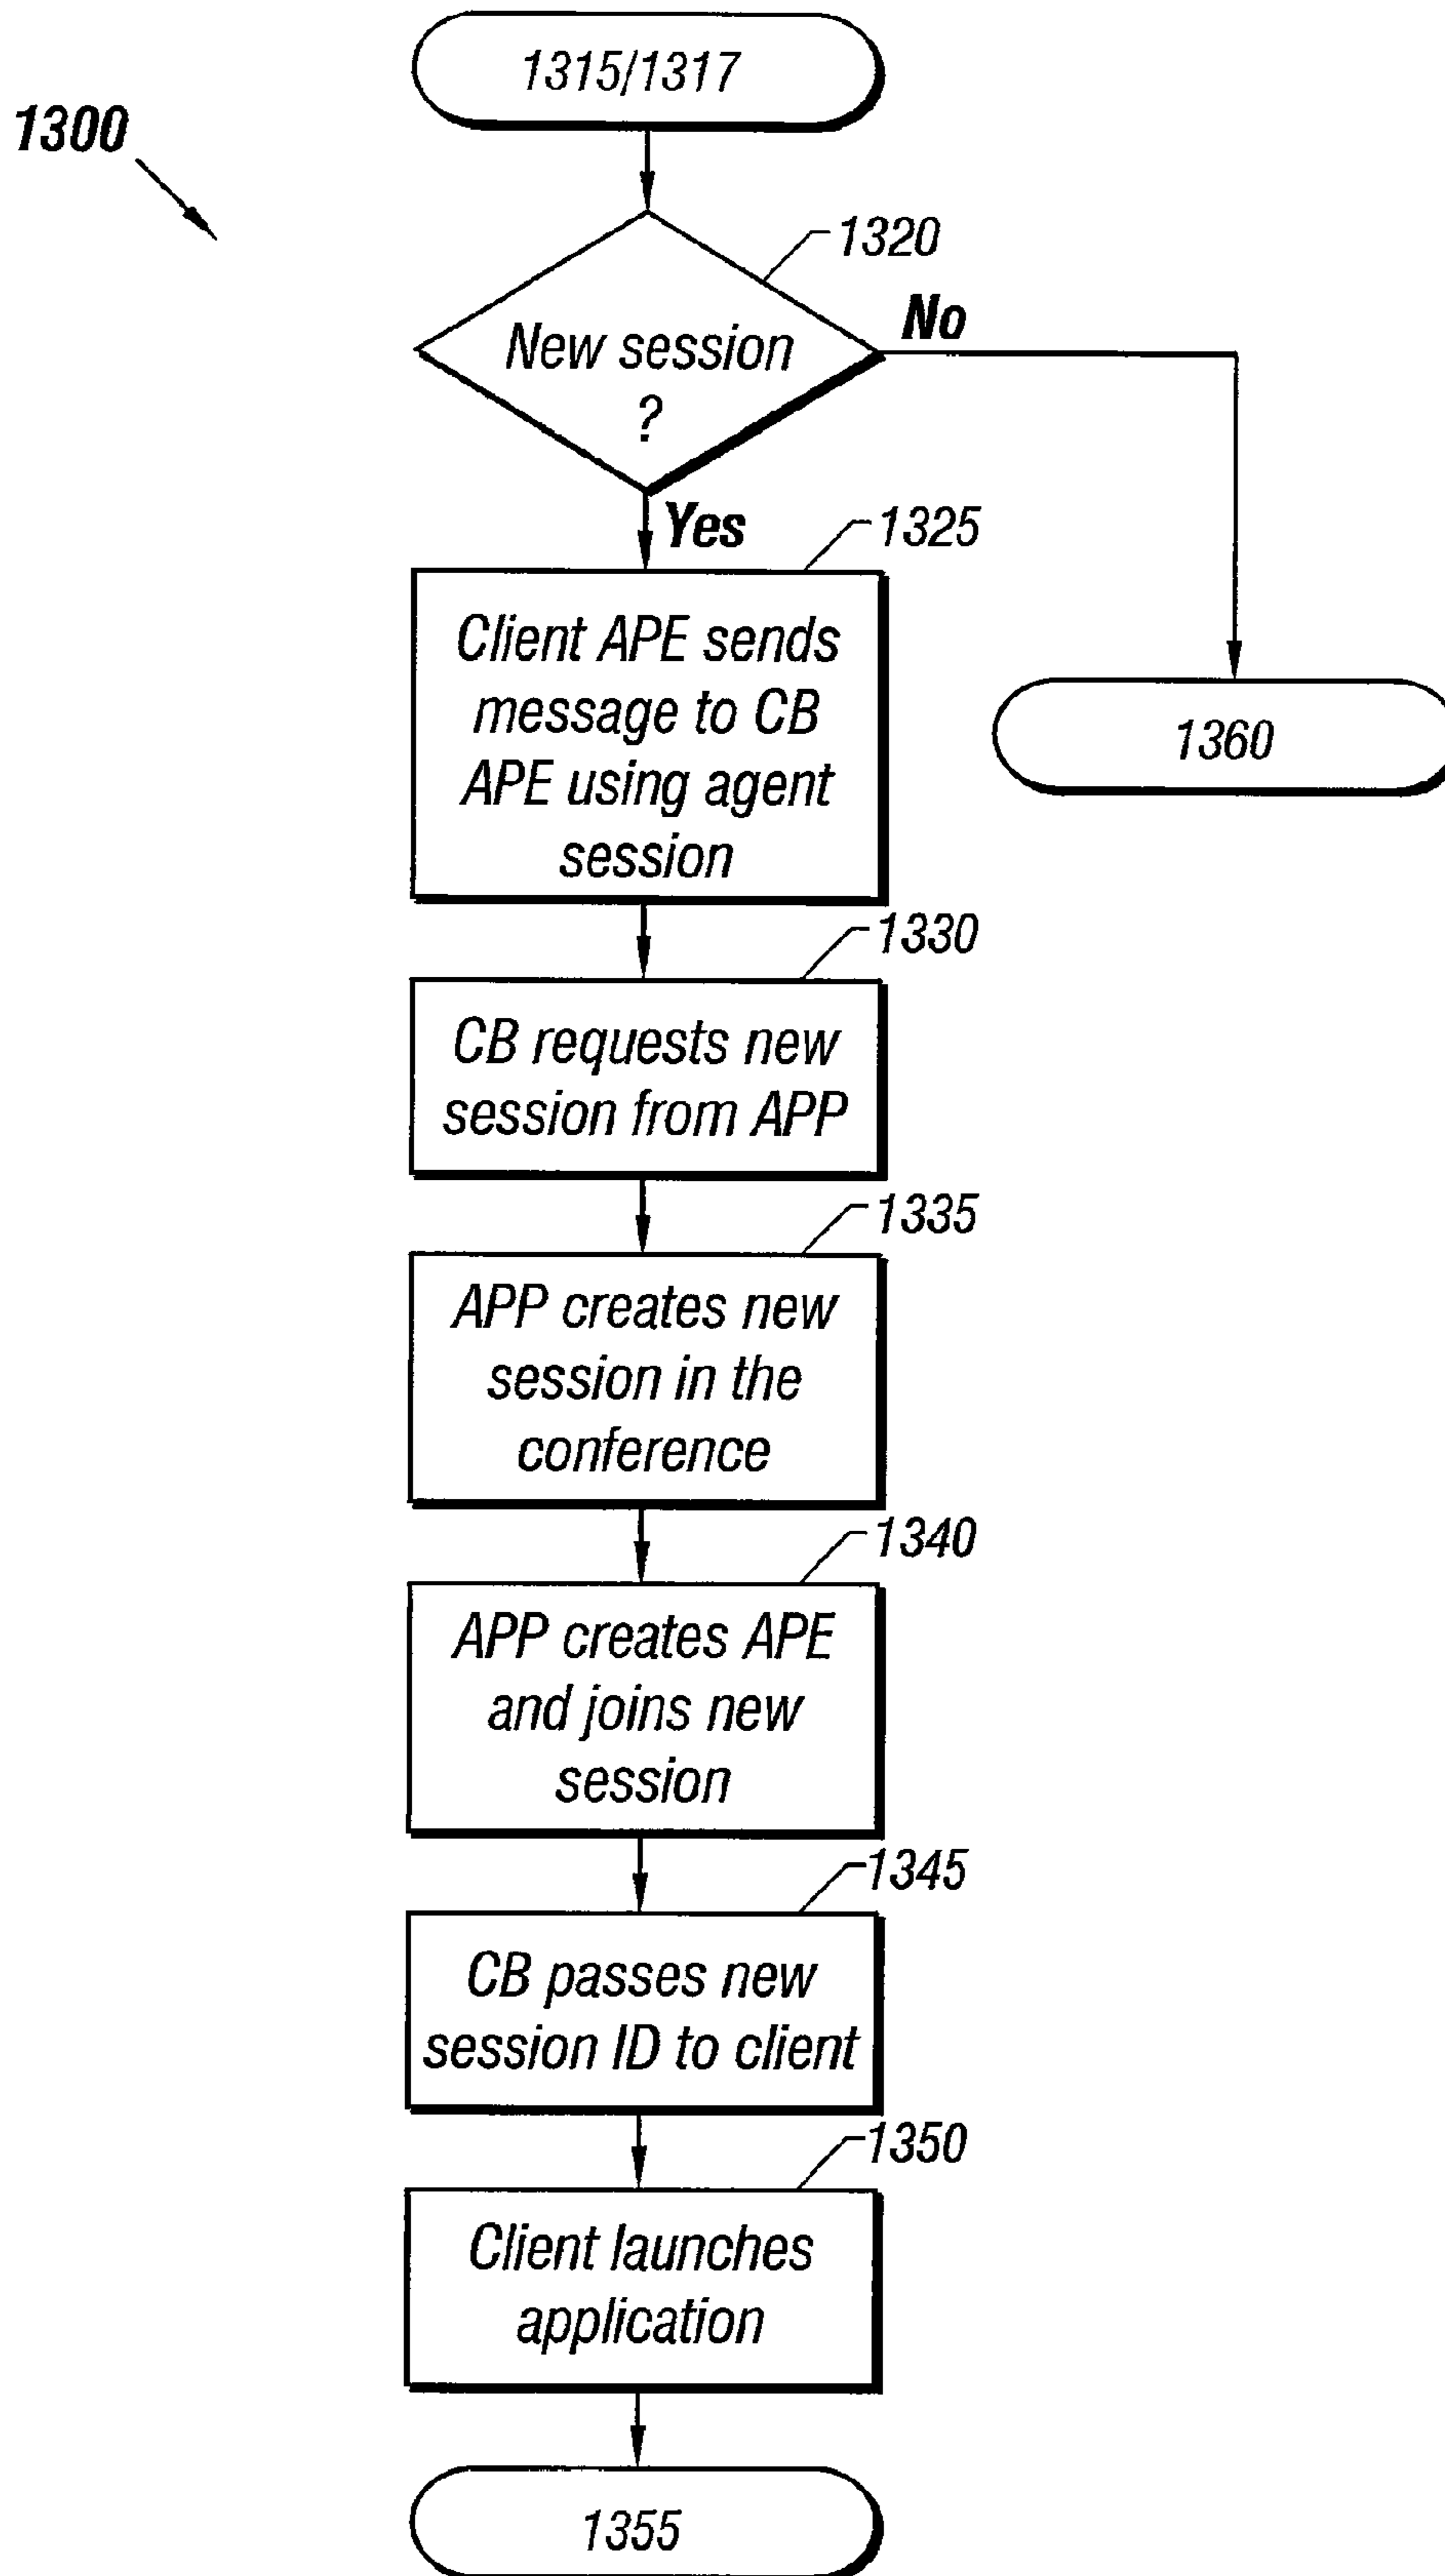 1315/1317
1300
1320
New session
?
No
Yes
1325
Client APE sends
message to CB
APE using agent
session
1360
1330
CB requests new
session from APP
1335
APP creates new
session in the
conference
1340
APP creates APE
and joins new
session
1345
CB passes new
session ID to client
1350
Client launches
application
1355